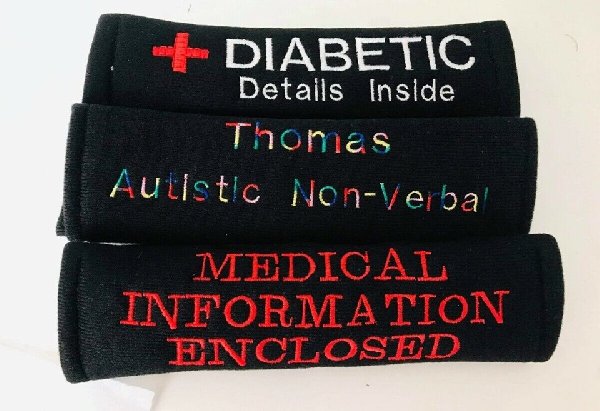 DIABETIC
Details Inside
Thomas
Autistic Non-Verbal
MEDICAL
INFORMATION
ENCLOSED